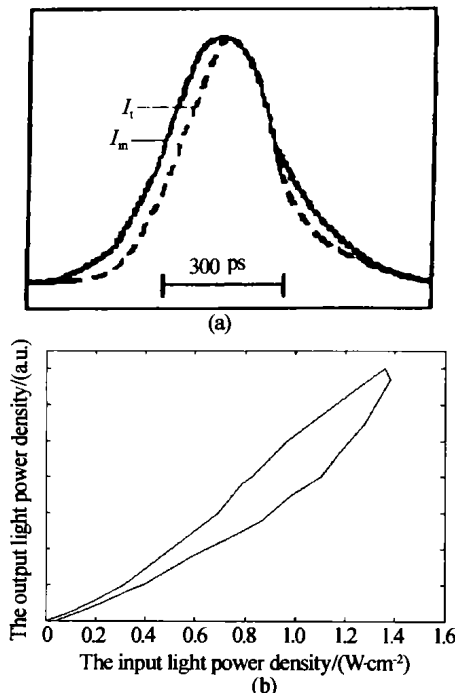 I_t
I_in
300 ps
(a)
The output light power density/(a.u.)
0 0.2 0.4 0.6 0.8 1.0 1.2 1.4 1.6
The input light power density/(W·cm⁻²)
(b)